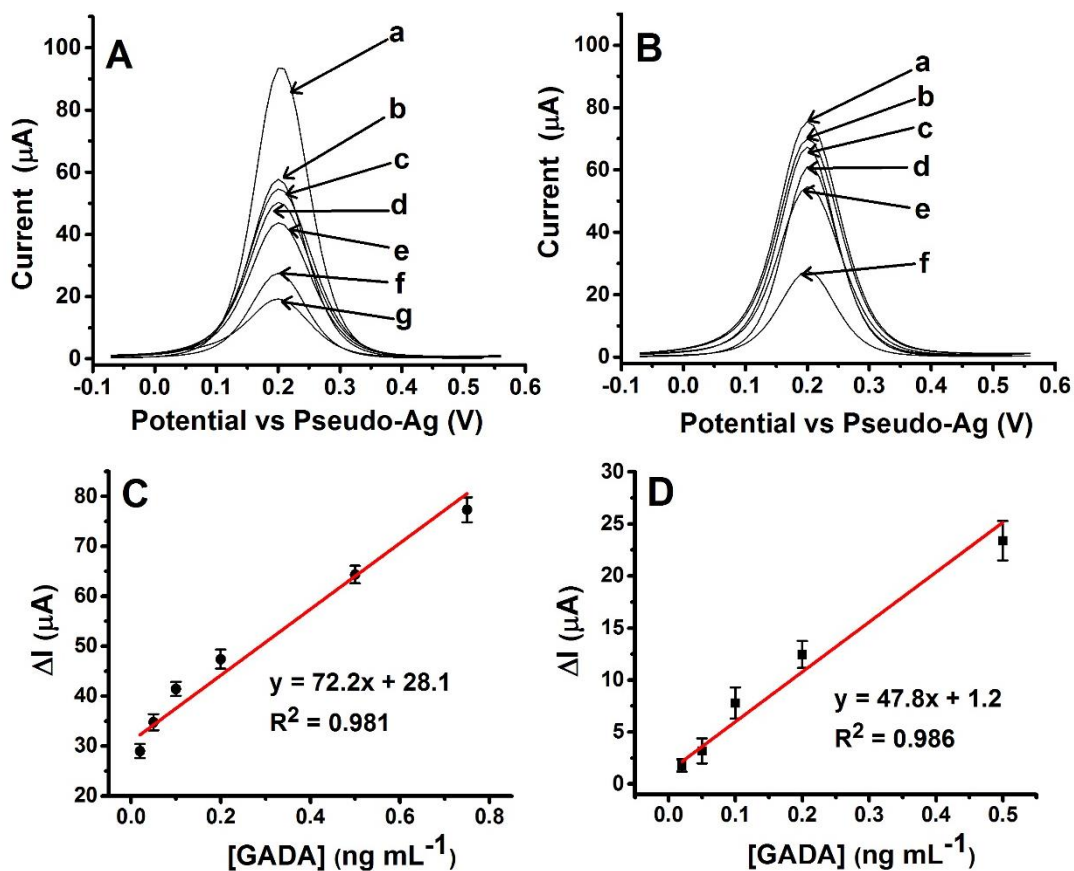 A
a
b
c
d
e
f
g
100
80
60
40
20
0
Current (μA)
-0.1 0.0 0.1 0.2 0.3 0.4 0.5 0.6
Potential vs Pseudo-Ag (V)
B
a
b
c
d
e
f
100
80
60
40
20
0
Current (μA)
-0.1 0.0 0.1 0.2 0.3 0.4 0.5 0.6
Potential vs Pseudo-Ag (V)
C
80
70
60
50
40
30
20
ΔI (μA)
y = 72.2x + 28.1
R² = 0.981
0.0 0.2 0.4 0.6 0.8
[GADA] (ng mL⁻¹)
D
30
25
20
15
10
5
0
ΔI (μA)
y = 47.8x + 1.2
R² = 0.986
0.0 0.1 0.2 0.3 0.4 0.5
[GADA] (ng mL⁻¹)